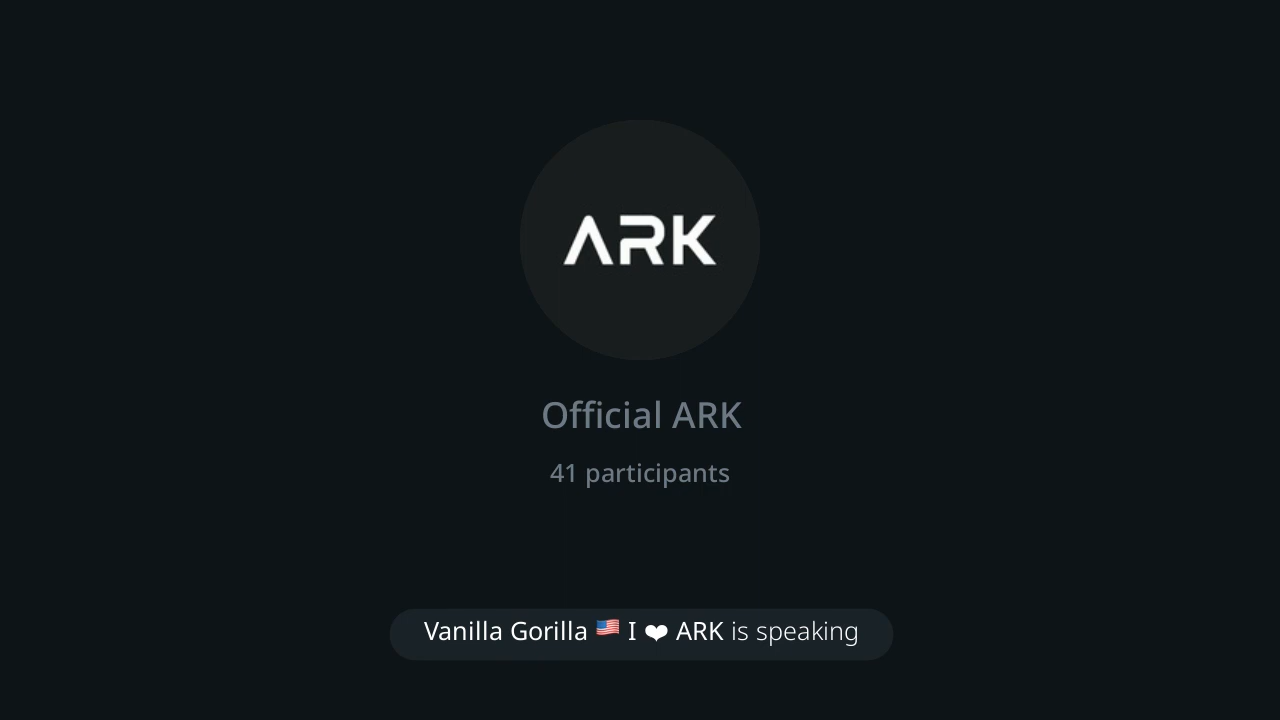 ARK
Official ARK
41 participants
Vanilla Gorilla 🇺🇸 I ❤ ARK is speaking